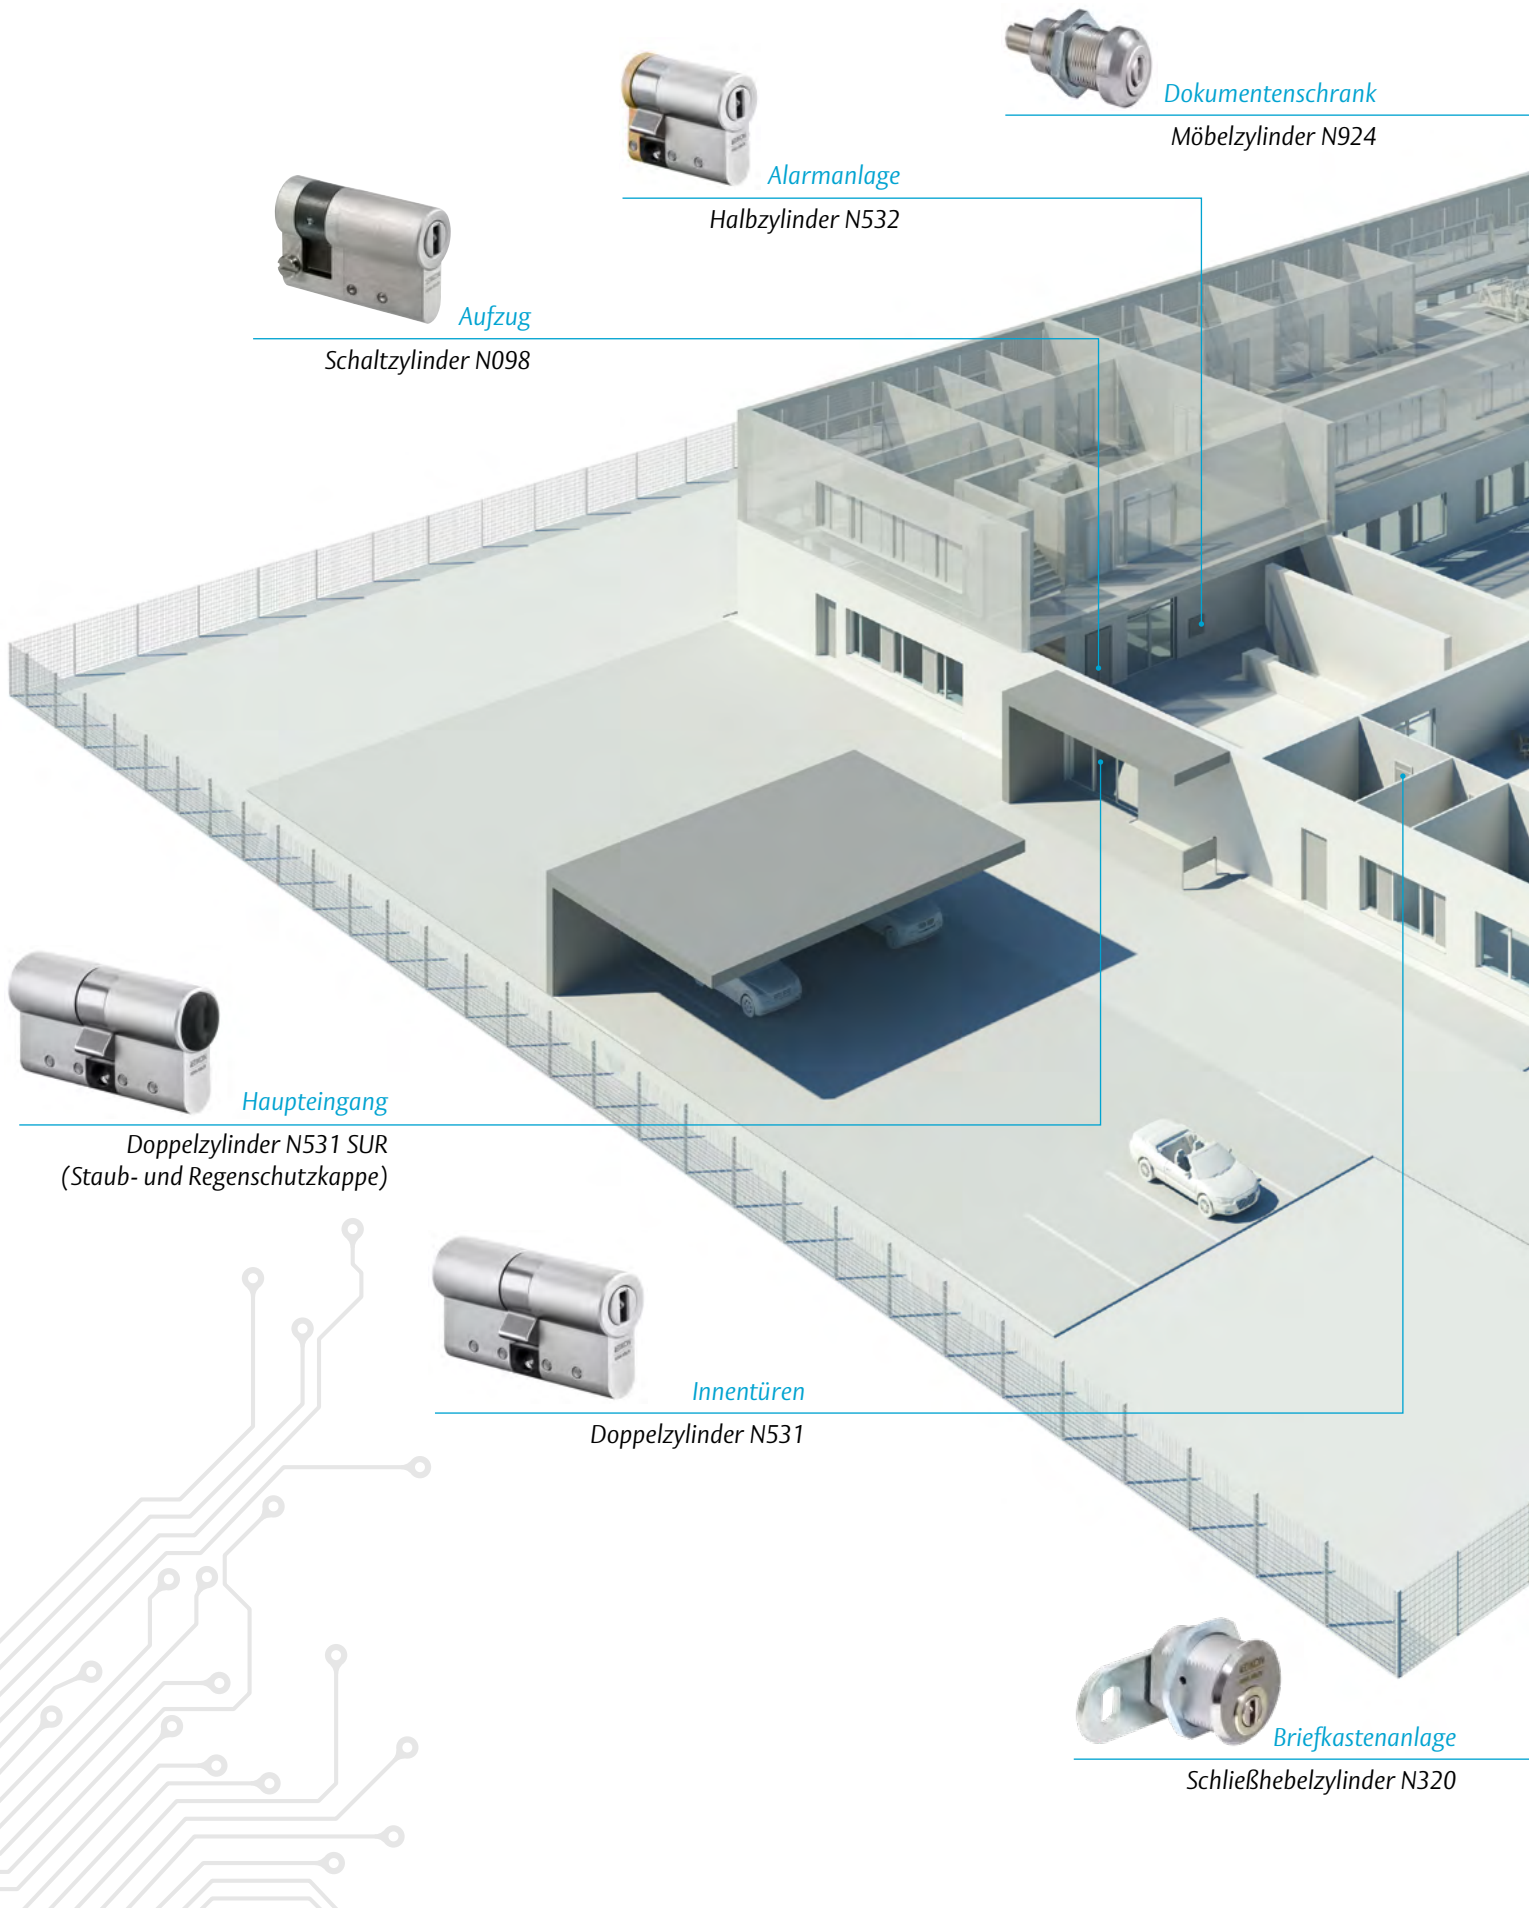 Dokumentenschrank
Möbelzylinder N924
Alarmanlage
Halbzylinder N532
Aufzug
Schaltzylinder N098
Haupteingang
Doppelzylinder N531 SUR
(Staub- und Regenschutzkappe)
Innentüren
Doppelzylinder N531
Briefkastenanlage
Schließhebelzylinder N320